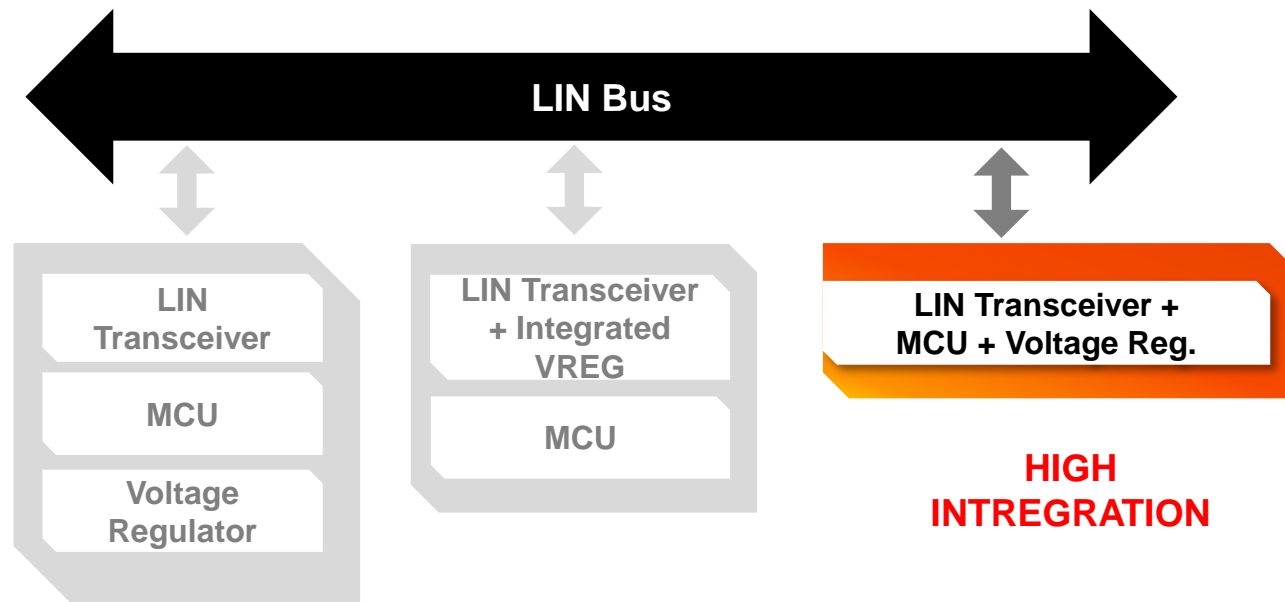 LIN Bus
LIN
Transceiver
MCU
Voltage
Regulator
LIN Transceiver
+ Integrated
VREG
MCU
LIN Transceiver +
MCU + Voltage Reg.
HIGH
INTREGRATION